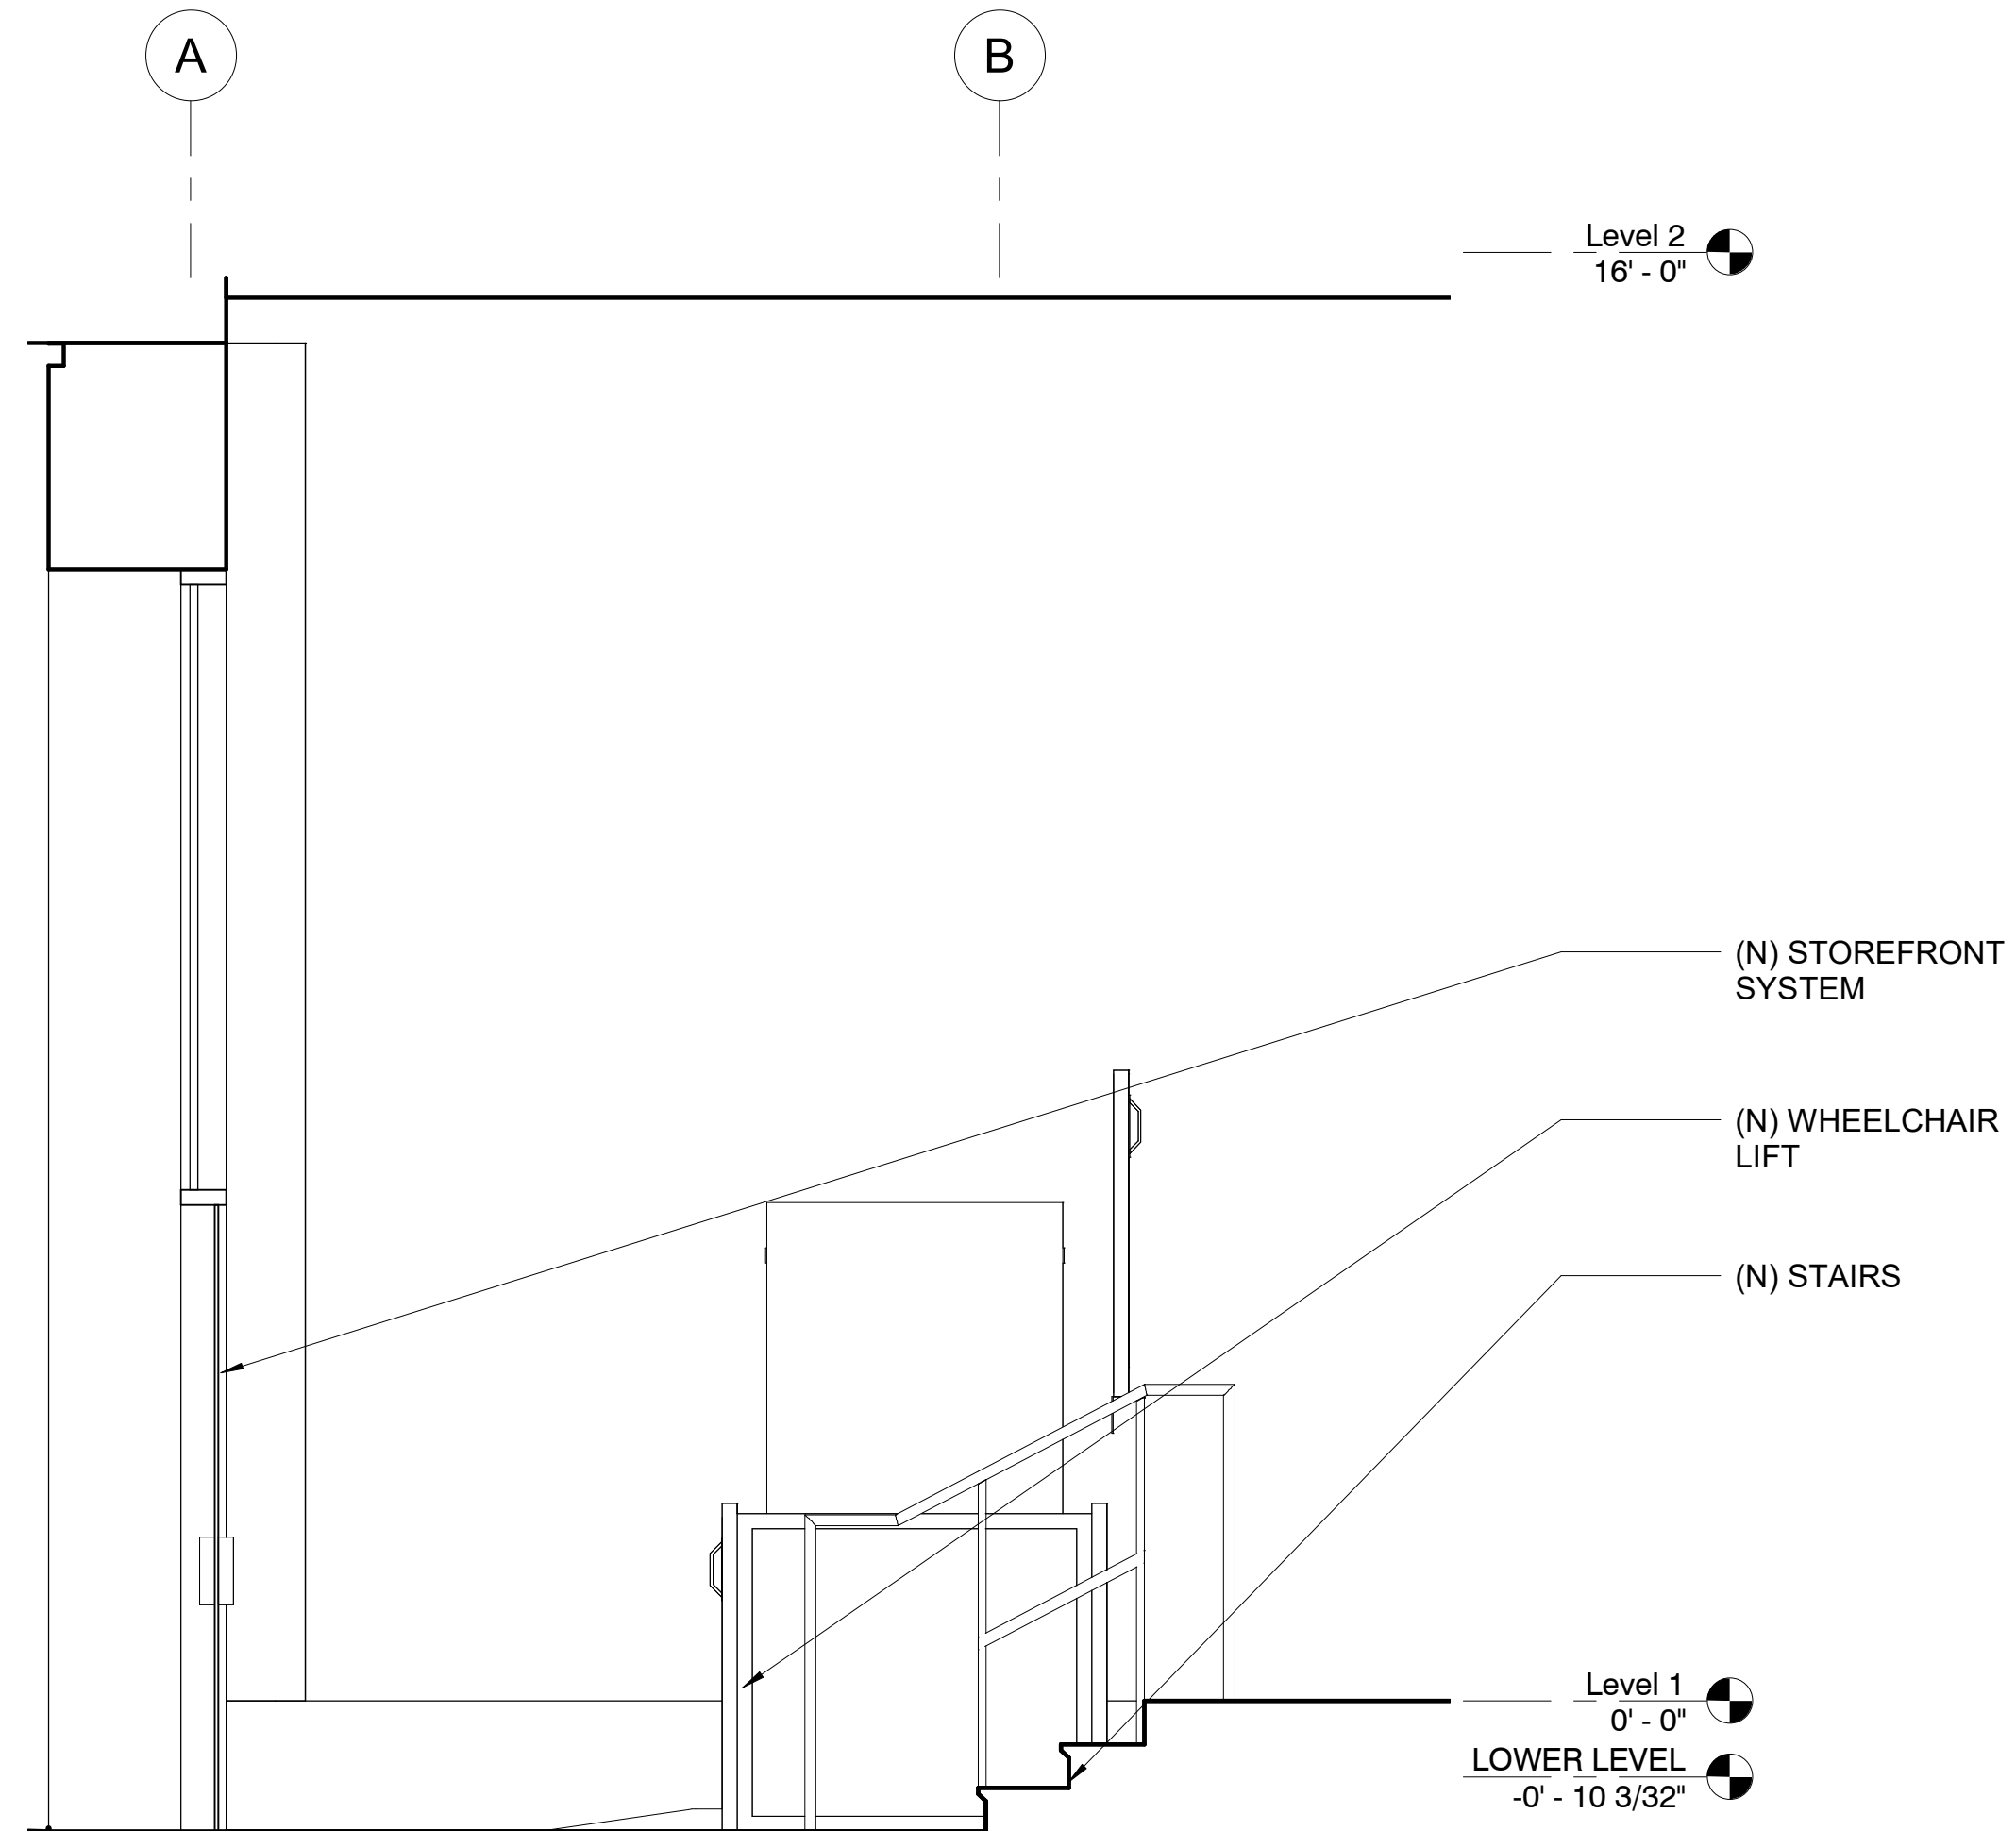 A
B
Level 2
16' - 0"
(N) STOREFRONT
SYSTEM
(N) WHEELCHAIR
LIFT
(N) STAIRS
Level 1
0' - 0"
LOWER LEVEL
-0' - 10 3/32"